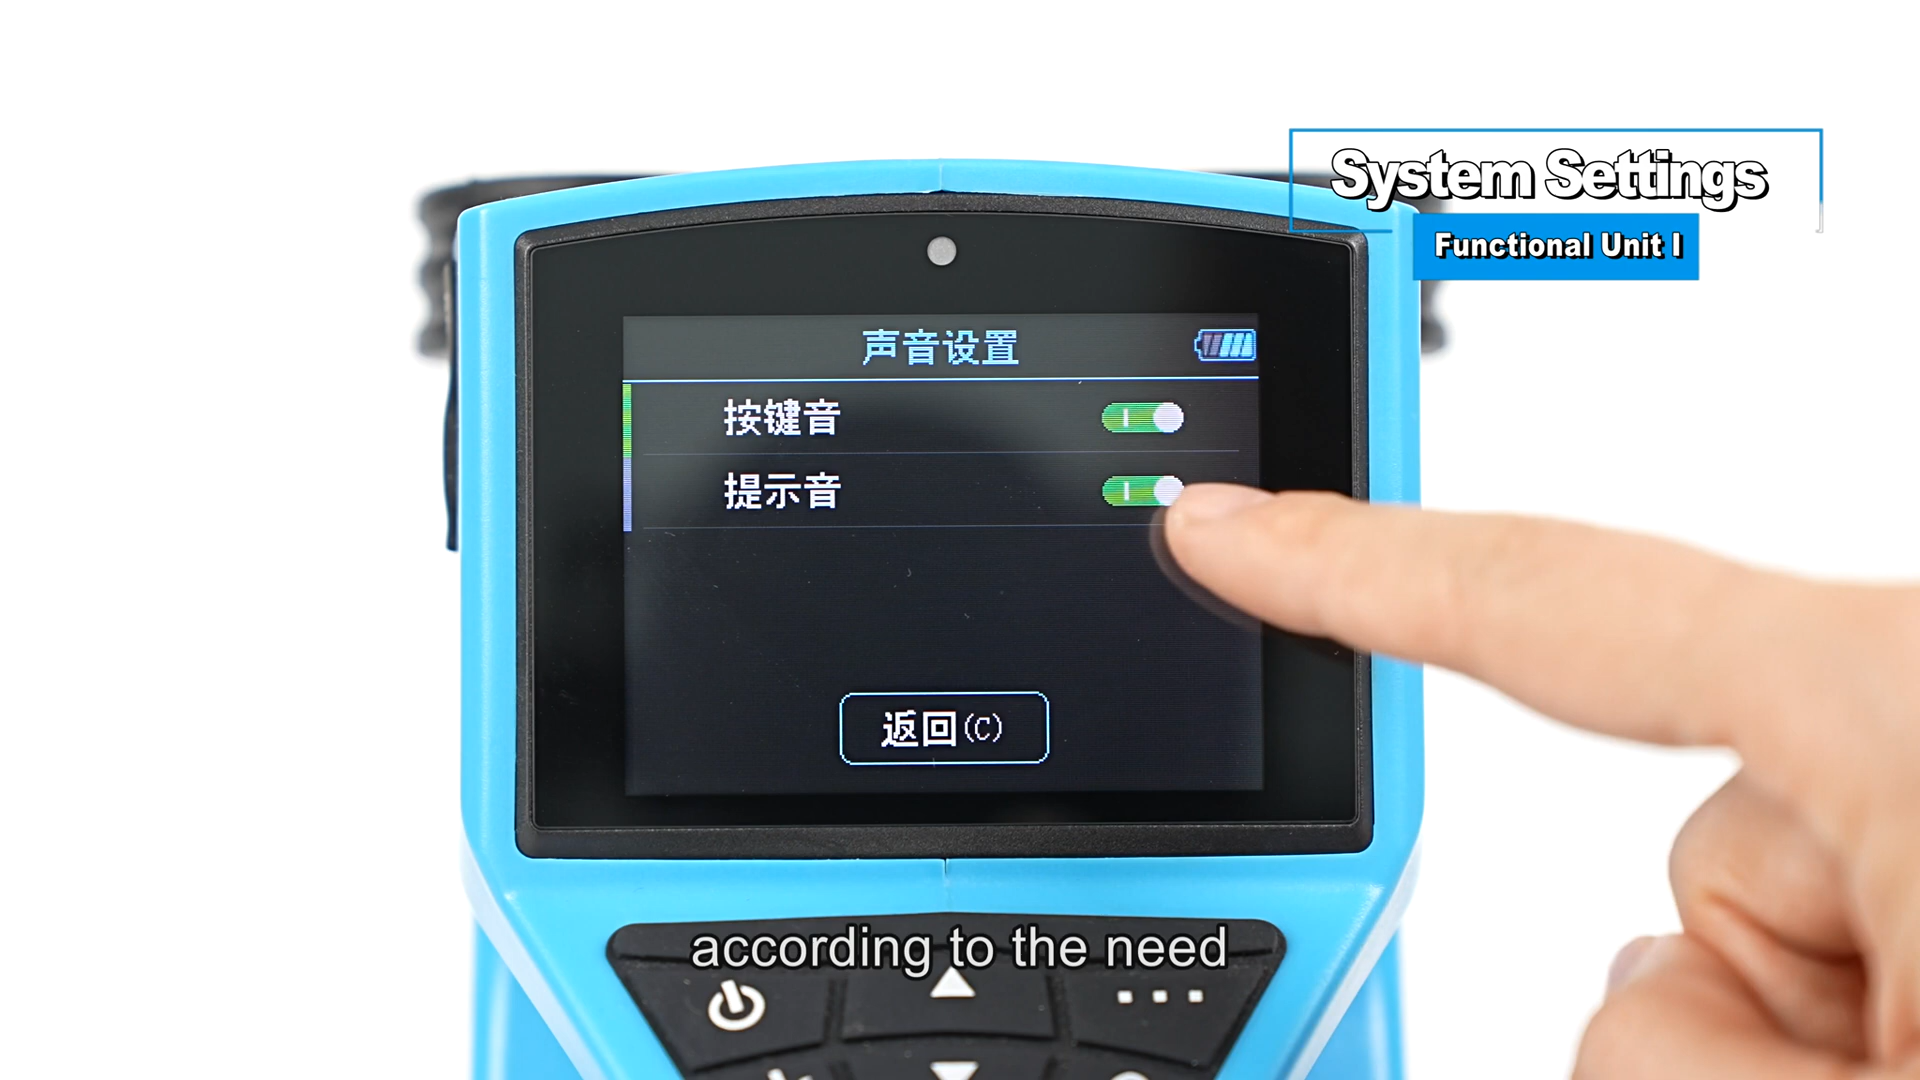 System Settings
Functional Unit I
声音设置
按键音
提示音
返回(C)
according to the need